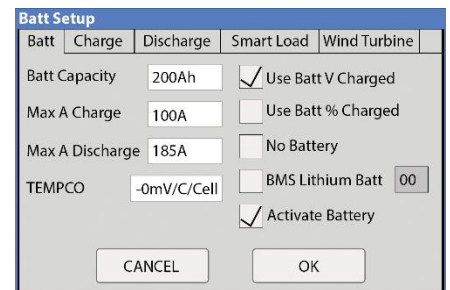 Batt Setup
Batt Charge Discharge Smart Load Wind Turbine
Batt Capacity 200Ah Use Batt V Charged
Max A Charge 100A Use Batt % Charged
Max A Discharge 185A No Battery
TEMPCO -0mV/C/Cell BMS Lithium Batt 00
Activate Battery
CANCEL OK